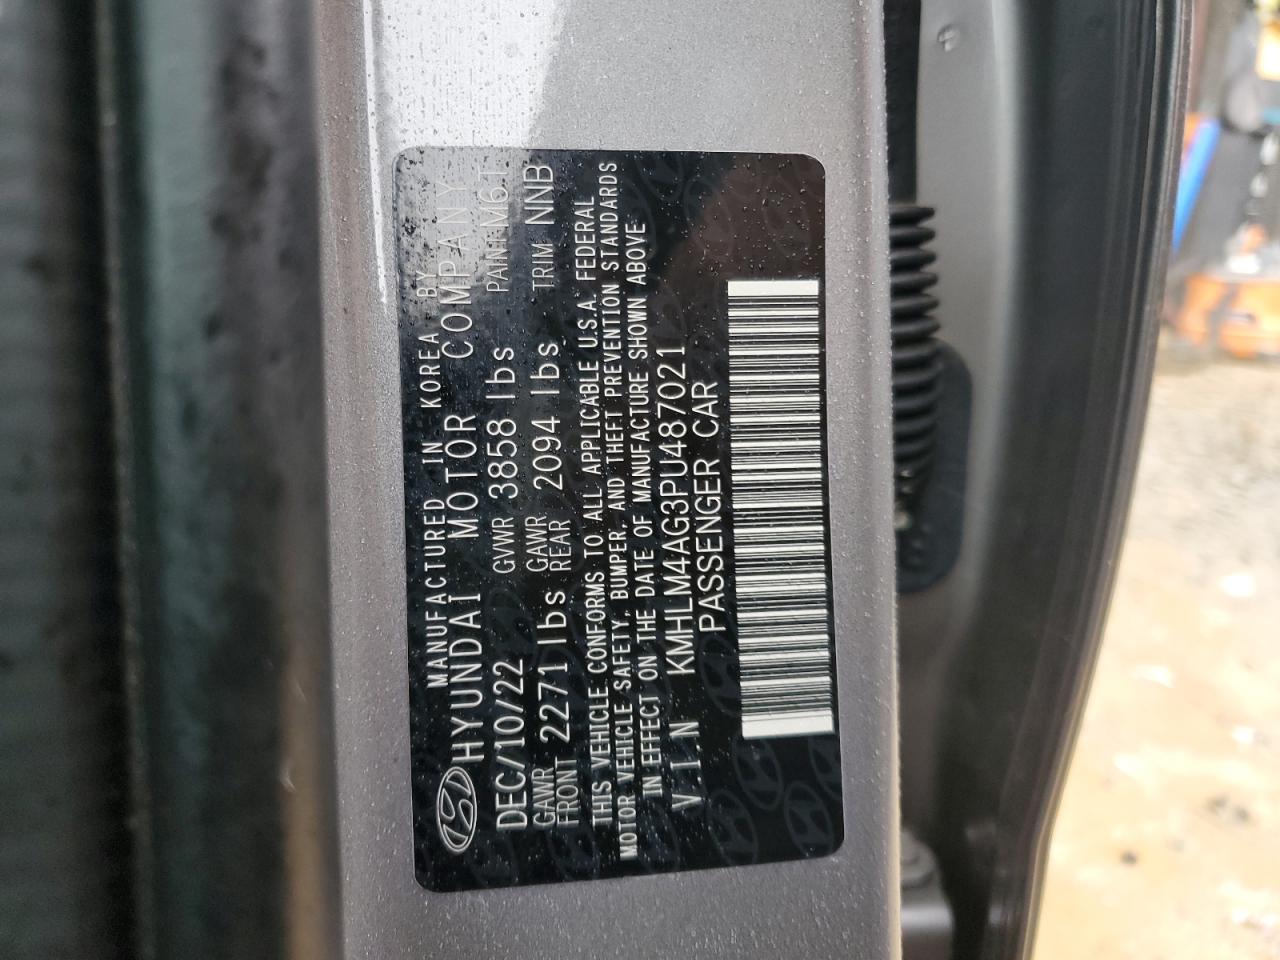 MANUFACTURED IN KOREA BY
HYUNDAI MOTOR COMPANY
DEC/10/22 GVWR 3858 lbs PAINT M6T
GAWR FRONT 2271 lbs GAWR REAR 2094 lbs TRIM NNB
THIS VEHICLE CONFORMS TO ALL APPLICABLE U.S.A. FEDERAL
MOTOR VEHICLE SAFETY, BUMPER, AND THEFT PREVENTION STANDARDS
IN EFFECT ON THE DATE OF MANUFACTURE SHOWN ABOVE
V.I.N KMHLM4AG3PU487021
PASSENGER CAR